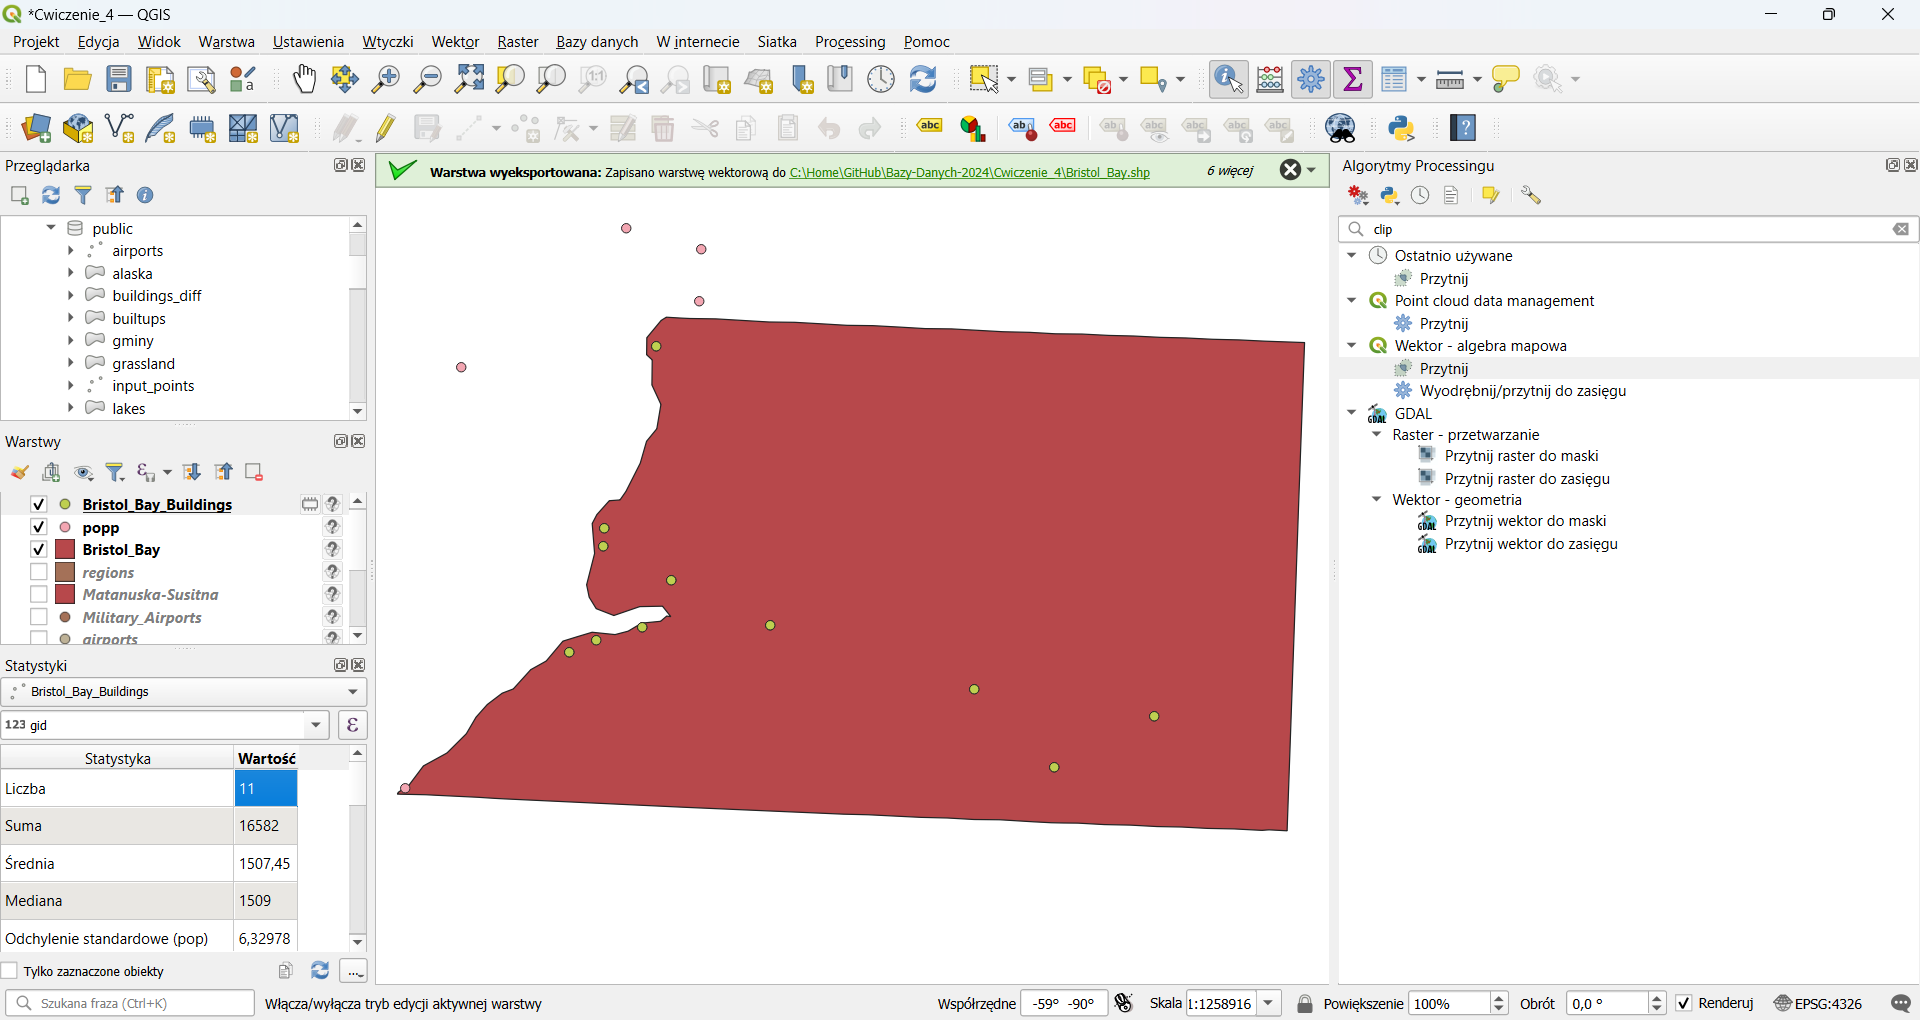 *Cwiczenie_4 — QGIS
Projekt Edycja Widok Warstwa Ustawienia Wtyczki Wektor Raster Bazy danych W internecie Siatka Processing Pomoc
Przeglądarka
public
airports
alaska
buildings_diff
builtups
gminy
grassland
input_points
lakes
Warstwy
Bristol_Bay_Buildings
popp
Bristol_Bay
regions
Matanuska-Susitna
Military_Airports
airports
Statystyki
Bristol_Bay_Buildings
123 gid
ε
Statystyka Wartość
Liczba 11
Suma 16582
Średnia 1507,45
Mediana 1509
Odchylenie standardowe (pop) 6,32978
Tylko zaznaczone obiekty
...
Warstwa wyeksportowana: Zapisano warstwę wektorową do C:\Home\GitHub\Bazy-Danych-2024\Cwiczenie_4\Bristol_Bay.shp 6 więcej
Algorytmy Processingu
clip
Ostatnio używane
Przytnij
Point cloud data management
Przytnij
Wektor - algebra mapowa
Przytnij
Wyodrębnij/przytnij do zasięgu
GDAL
Raster - przetwarzanie
Przytnij raster do maski
Przytnij raster do zasięgu
Wektor - geometria
Przytnij wektor do maski
Przytnij wektor do zasięgu
Szukana fraza (Ctrl+K) Włącza/wyłącza tryb edycji aktywnej warstwy Współrzędne -59° -90° Skala 1:1258916 Powiększenie 100% Obrót 0,0 ° Renderuj EPSG:4326